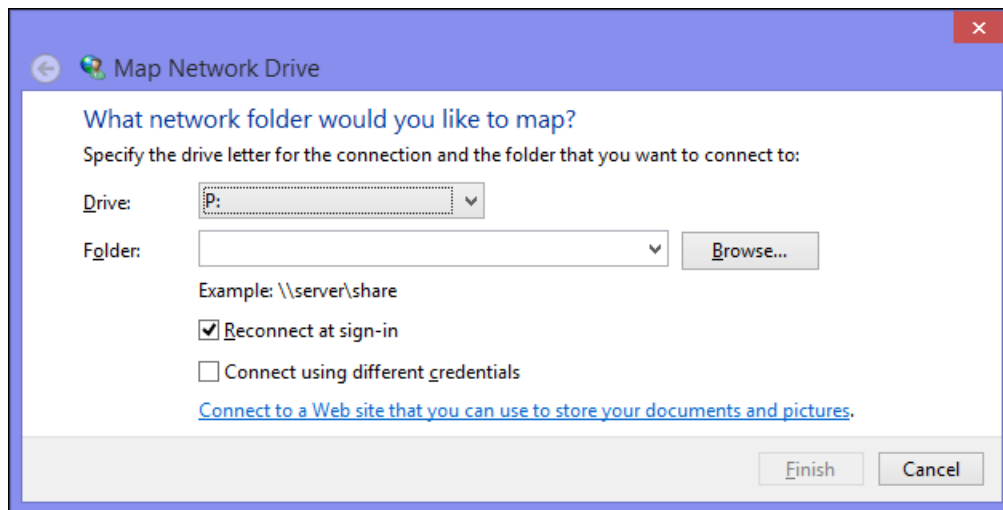 Map Network Drive
What network folder would you like to map?
Specify the drive letter for the connection and the folder that you want to connect to:
Drive: P:
Folder: Browse...
Example: \\server\share
Reconnect at sign-in
Connect using different credentials
Connect to a Web site that you can use to store your documents and pictures.
Finish Cancel